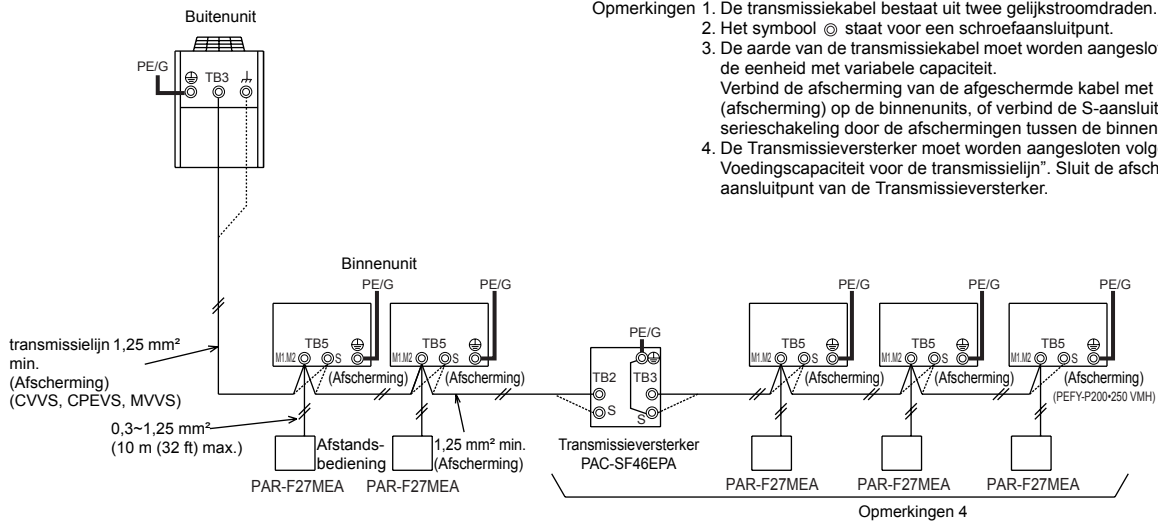 Opmerkingen 1. De transmissiekabel bestaat uit twee gelijkstroomdraden.
2. Het symbool ◎ staat voor een schroefaansluitpunt.
3. De aarde van de transmissiekabel moet worden
de eenheid met variabele capaciteit.
Verbind de afscherming van de afgeschermde kabel met
(afscherming) op de binnenunits, of verbind de
serieschakeling door de afschermingen tussen de
4. De Transmissieversterker moet worden aangesloten
Voedingscapaciteit voor de transmissielijn”. Sluit de
aansluitpunt van de Transmissieversterker.
Buitenunit
PE/G
TB3
Binnenunit
PE/G PE/G PE/G PE/G PE/G
PE/G
transmissielijn 1,25 mm²
min.
(Afscherming)
(CVVS, CPEVS, MVVS)
M1.M2 TB5 S
M1.M2 TB5 S
TB2 TB3
S S
M1.M2 TB5 S
M1.M2 TB5 S
M1.M2 TB5 S
(Afscherming) (Afscherming) (Afscherming) (Afscherming) (Afscherming)
(PEFY-P200•250 VMH)
0,3~1,25 mm²
(10 m (32 ft) max.)
Afstands-
bediening
1,25 mm² min.
(Afscherming)
Transmissieversterker
PAC-SF46EPA
PAR-F27MEA PAR-F27MEA PAR-F27MEA PAR-F27MEA PAR-F27MEA
Opmerkingen 4